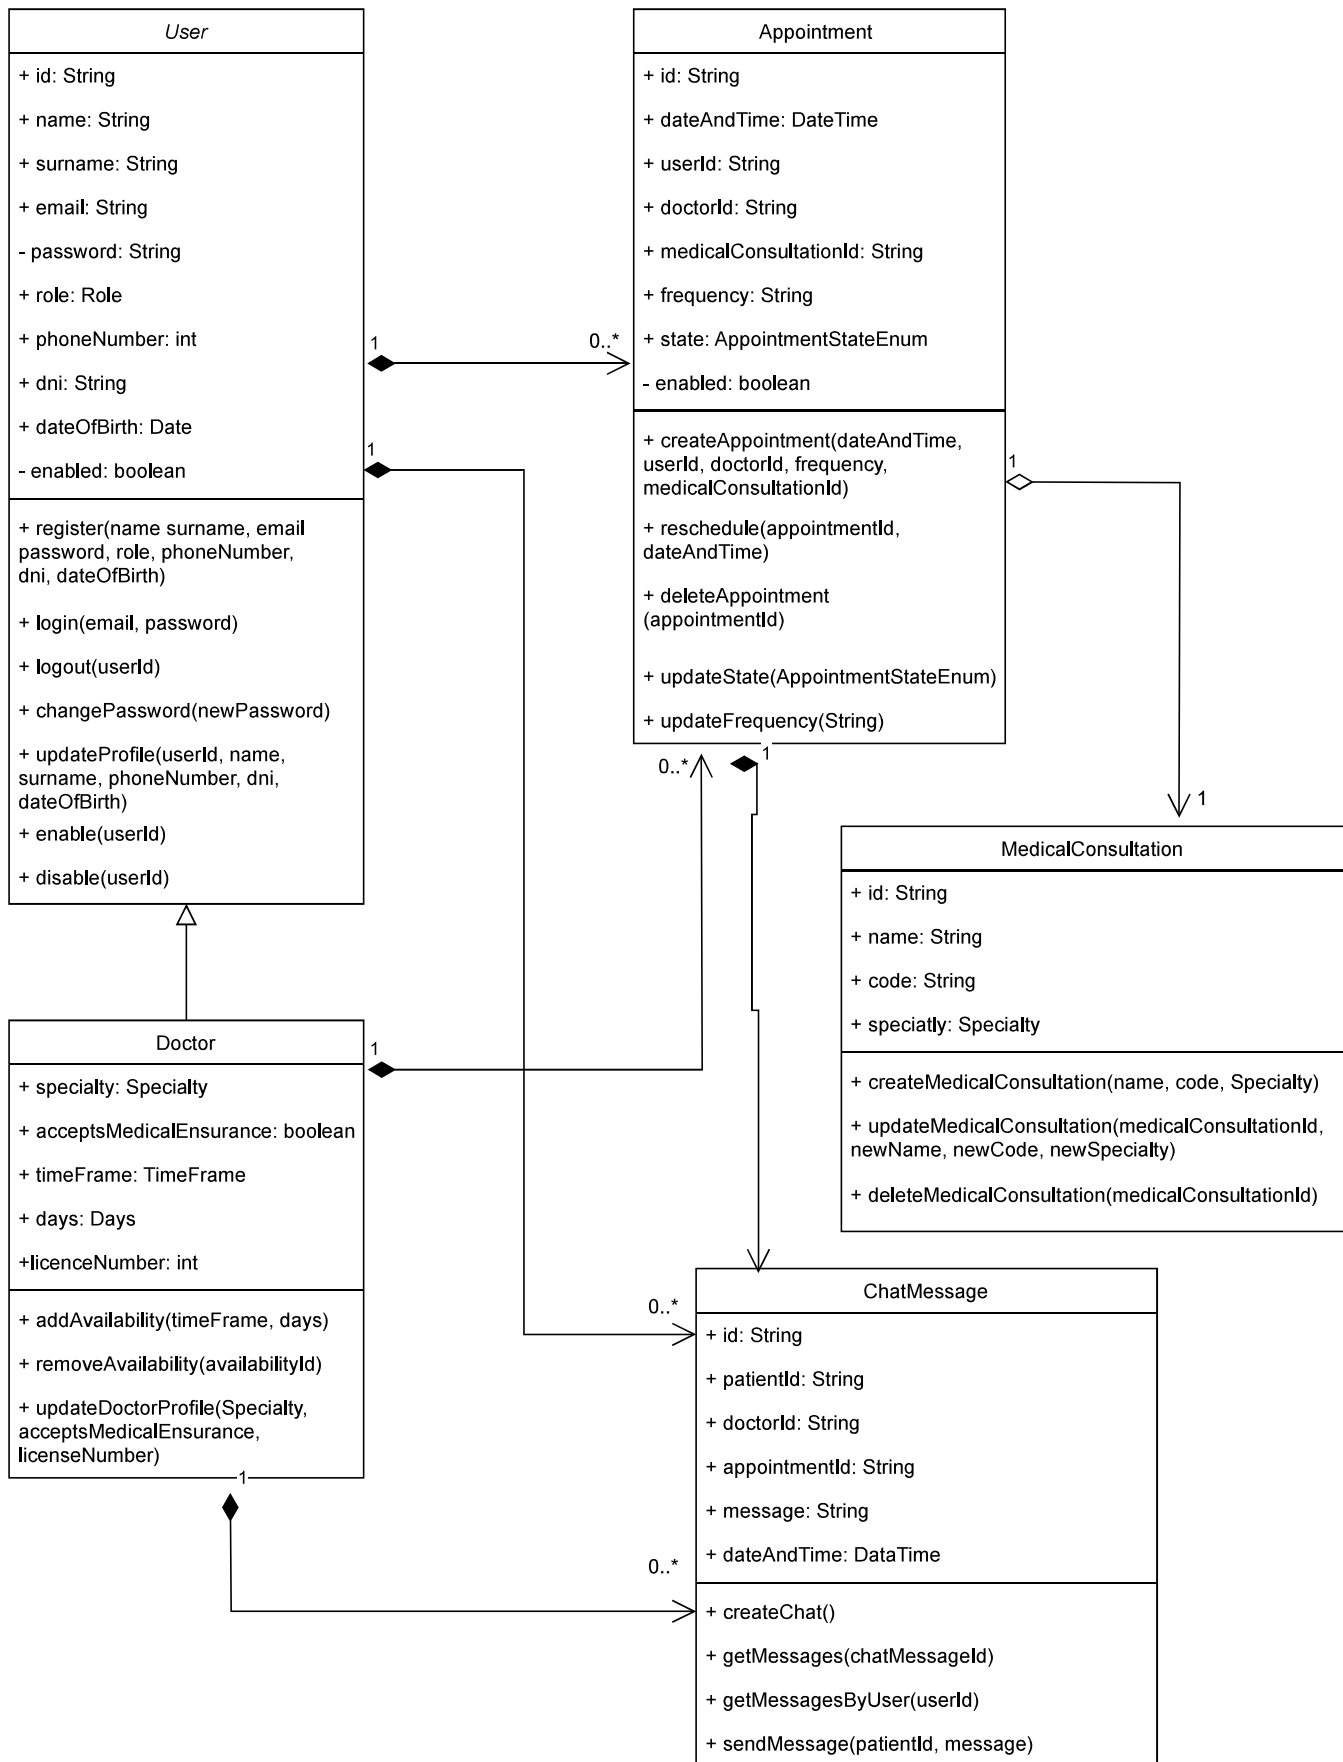 User
+ id: String
+ name: String
+ surname: String
+ email: String
- password: String
+ role: Role
+ phoneNumber: int
+ dni: String
+ dateOfBirth: Date
- enabled: boolean
+ register(name surname, email
password, role, phoneNumber,
dni, dateOfBirth)
+ login(email, password)
+ logout(userId)
+ changePassword(newPassword)
+ updateProfile(userId, name,
surname, phoneNumber, dni,
dateOfBirth)
+ enable(userId)
+ disable(userId)
1
0..*
1
Appointment
+ id: String
+ dateAndTime: DateTime
+ userId: String
+ doctorId: String
+ medicalConsultationId: String
+ frequency: String
+ state: AppointmentStateEnum
- enabled: boolean
+ createAppointment(dateAndTime,
userId, doctorId, frequency,
medicalConsultationId)
+ reschedule(appointmentId,
dateAndTime)
+ deleteAppointment
(appointmentId)
+ updateState(AppointmentStateEnum)
+ updateFrequency(String)
1
0..*
1
1
MedicalConsultation
+ id: String
+ name: String
+ code: String
+ speciatly: Specialty
+ createMedicalConsultation(name, code, Specialty)
+ updateMedicalConsultation(medicalConsultationId,
newName, newCode, newSpecialty)
+ deleteMedicalConsultation(medicalConsultationId)
Doctor
+ specialty: Specialty
+ acceptsMedicalEnsurance: boolean
+ timeFrame: TimeFrame
+ days: Days
+licenceNumber: int
+ addAvailability(timeFrame, days)
+ removeAvailability(availabilityId)
+ updateDoctorProfile(Specialty,
acceptsMedicalEnsurance,
licenseNumber)
1
1
0..*
0..*
ChatMessage
+ id: String
+ patientId: String
+ doctorId: String
+ appointmentId: String
+ message: String
+ dateAndTime: DataTime
+ createChat()
+ getMessages(chatMessageId)
+ getMessagesByUser(userId)
+ sendMessage(patientId, message)